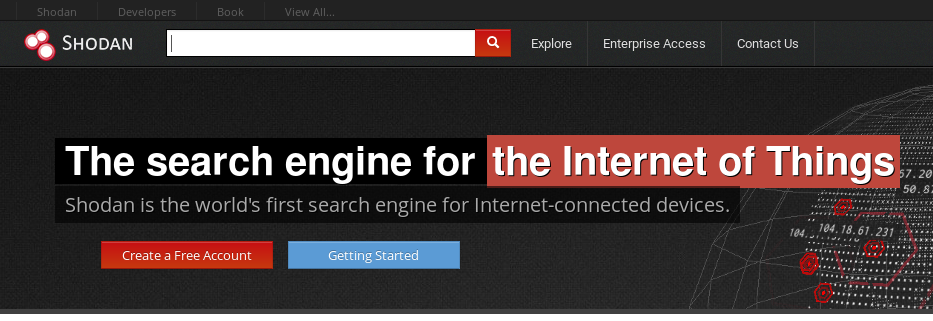 Shodan Developers Book View All...
SHODAN Explore Enterprise Access Contact Us
The search engine for the Internet of Things
Shodan is the world's first search engine for Internet-connected devices.
Create a Free Account Getting Started
57.20
50.87
104. 104.18.61.231